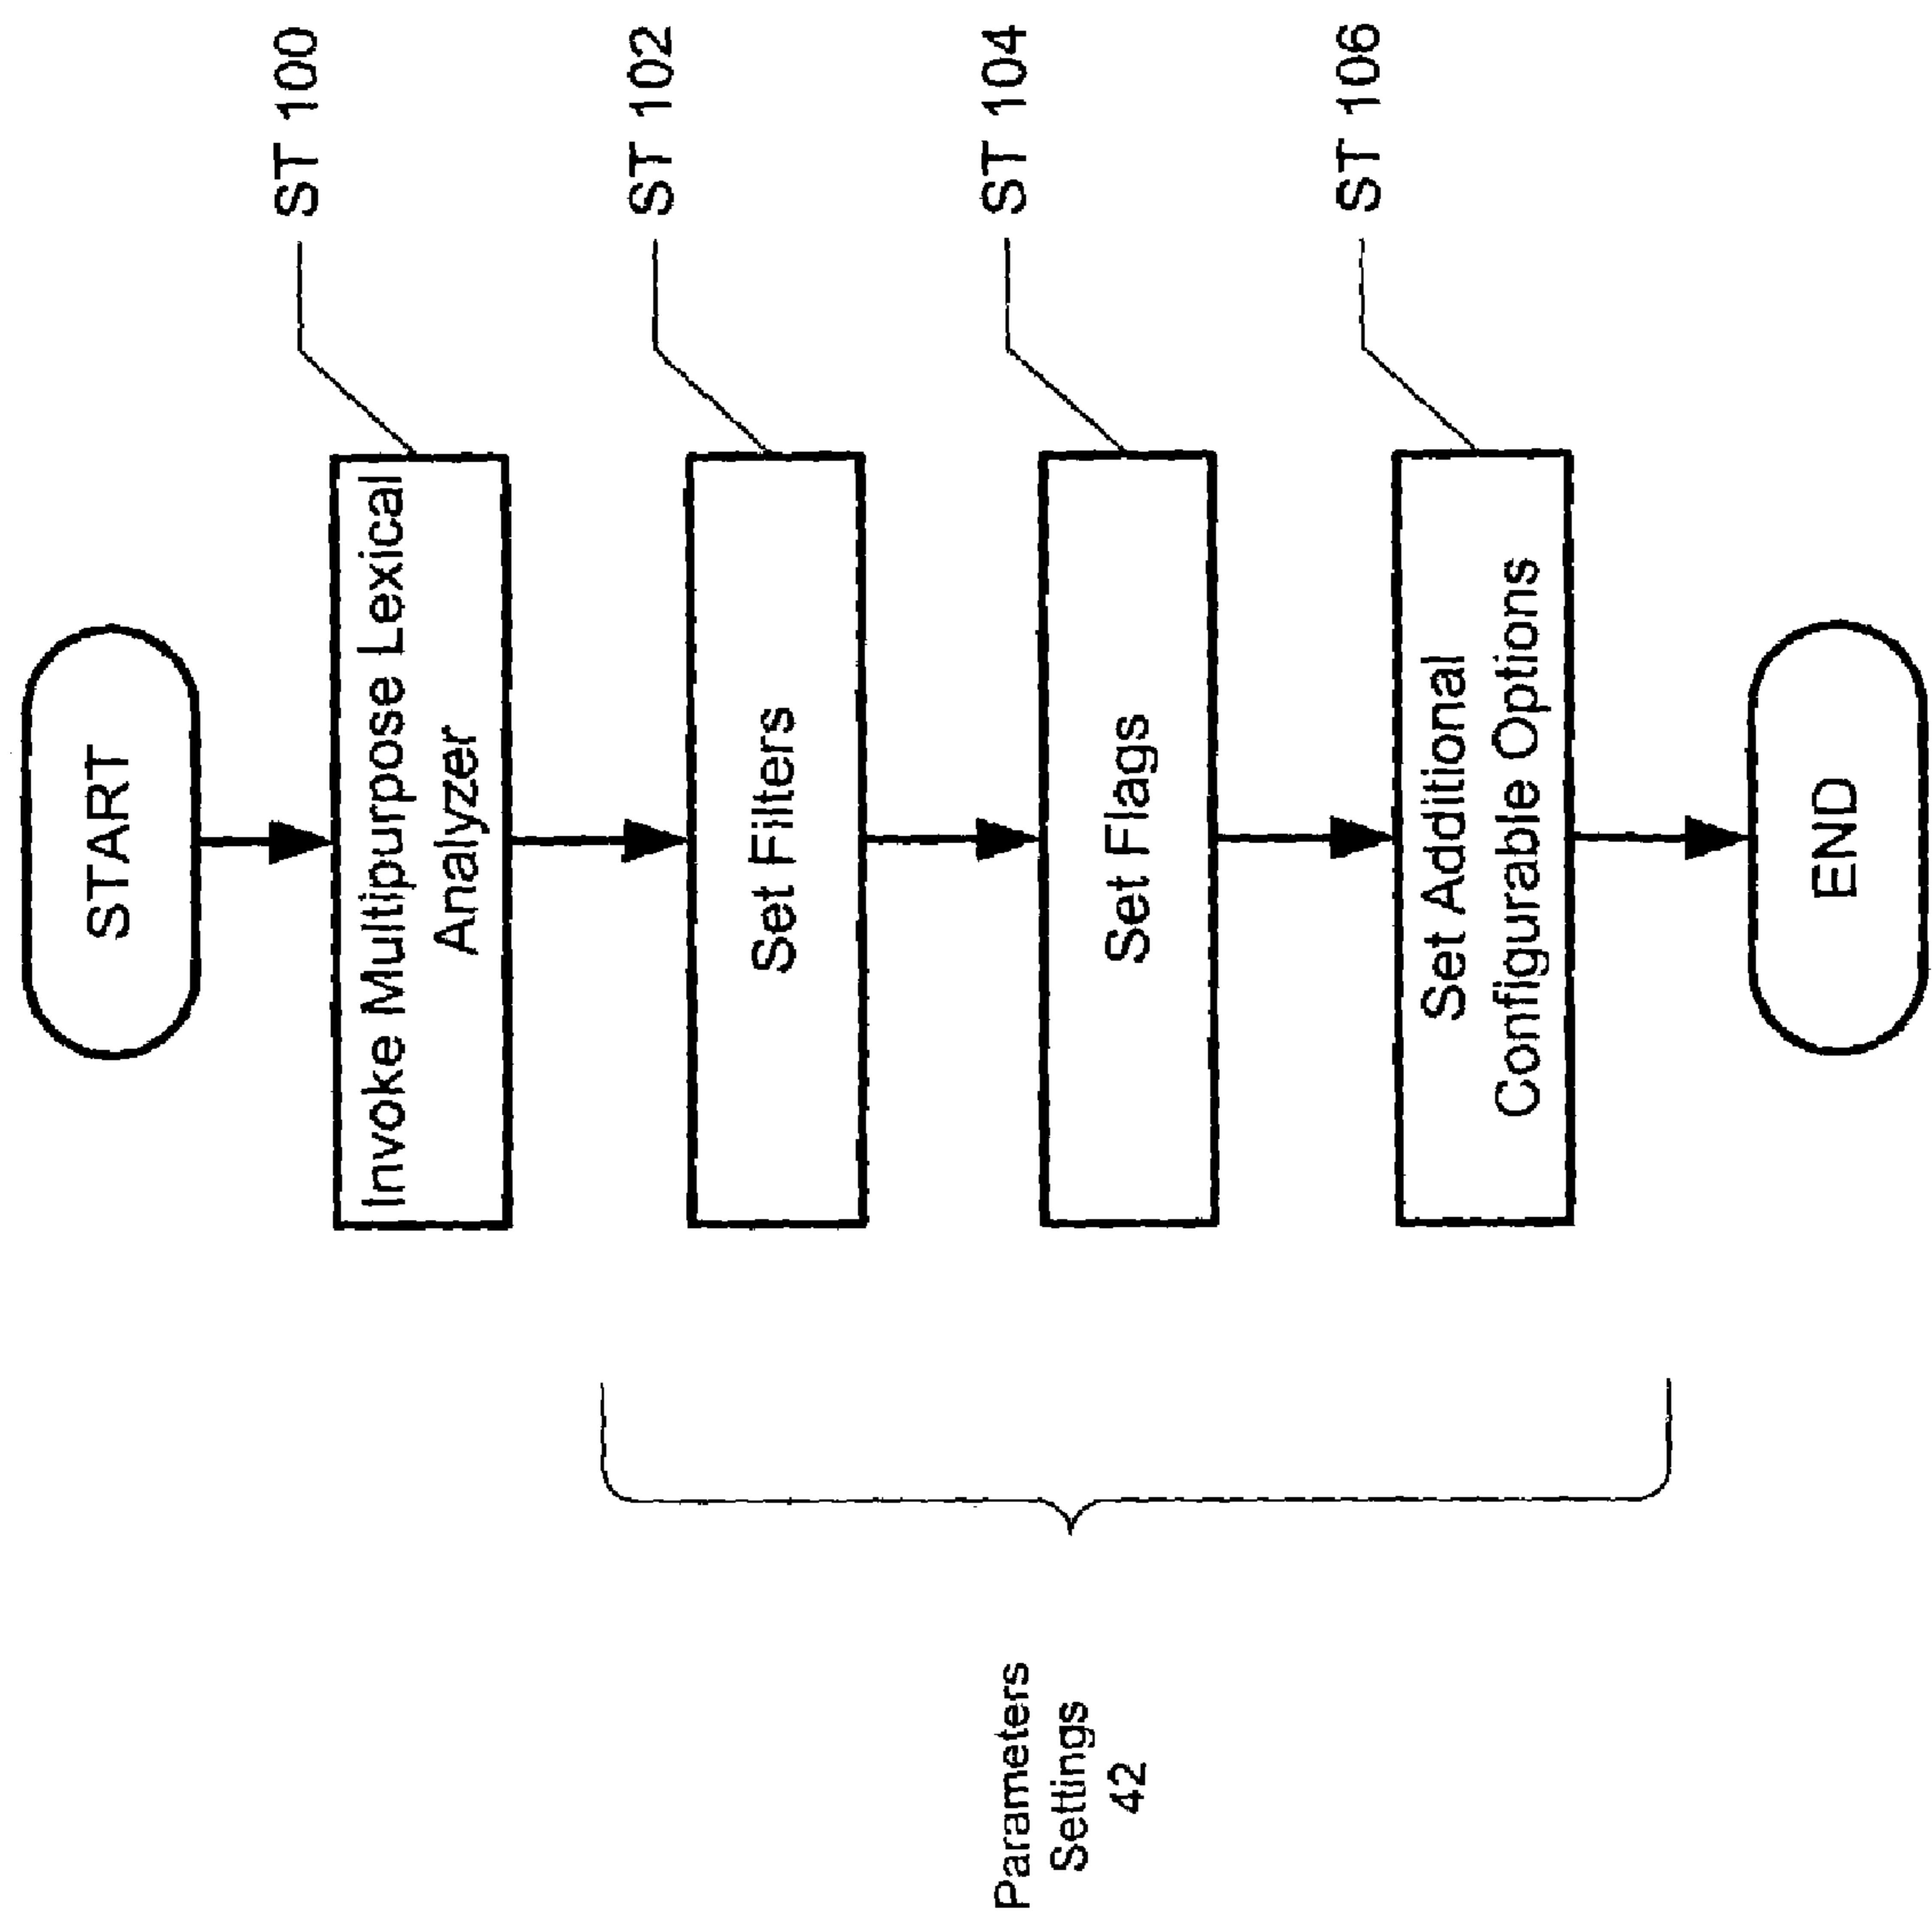 START
Invoke Multipurpose Lexical
Analyzer
ST 100
Set Filters
ST 102
Set Flags
ST 104
Set Additional
Configurable Options
ST 106
END
Parameters
Settings
42